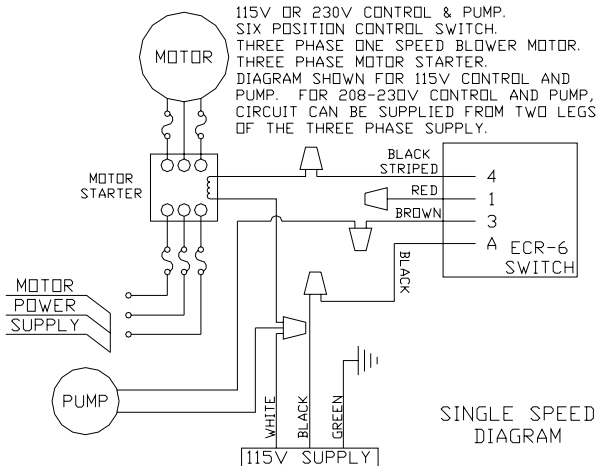 115V OR 230V CONTROL & PUMP.
SIX POSITION CONTROL SWITCH.
THREE PHASE ONE SPEED BLOWER MOTOR.
THREE PHASE MOTOR STARTER.
DIAGRAM SHOWN FOR 115V CONTROL AND
PUMP. FOR 208-230V CONTROL AND PUMP,
CIRCUIT CAN BE SUPPLIED FROM TWO LEGS
OF THE THREE PHASE SUPPLY.
MOTOR
MOTOR
STARTER
BLACK
STRIPED
4
RED
1
BROWN
3
A
ECR-6
SWITCH
BLACK
MOTOR
POWER
SUPPLY
PUMP
WHITE
BLACK
GREEN
115V SUPPLY
SINGLE SPEED
DIAGRAM